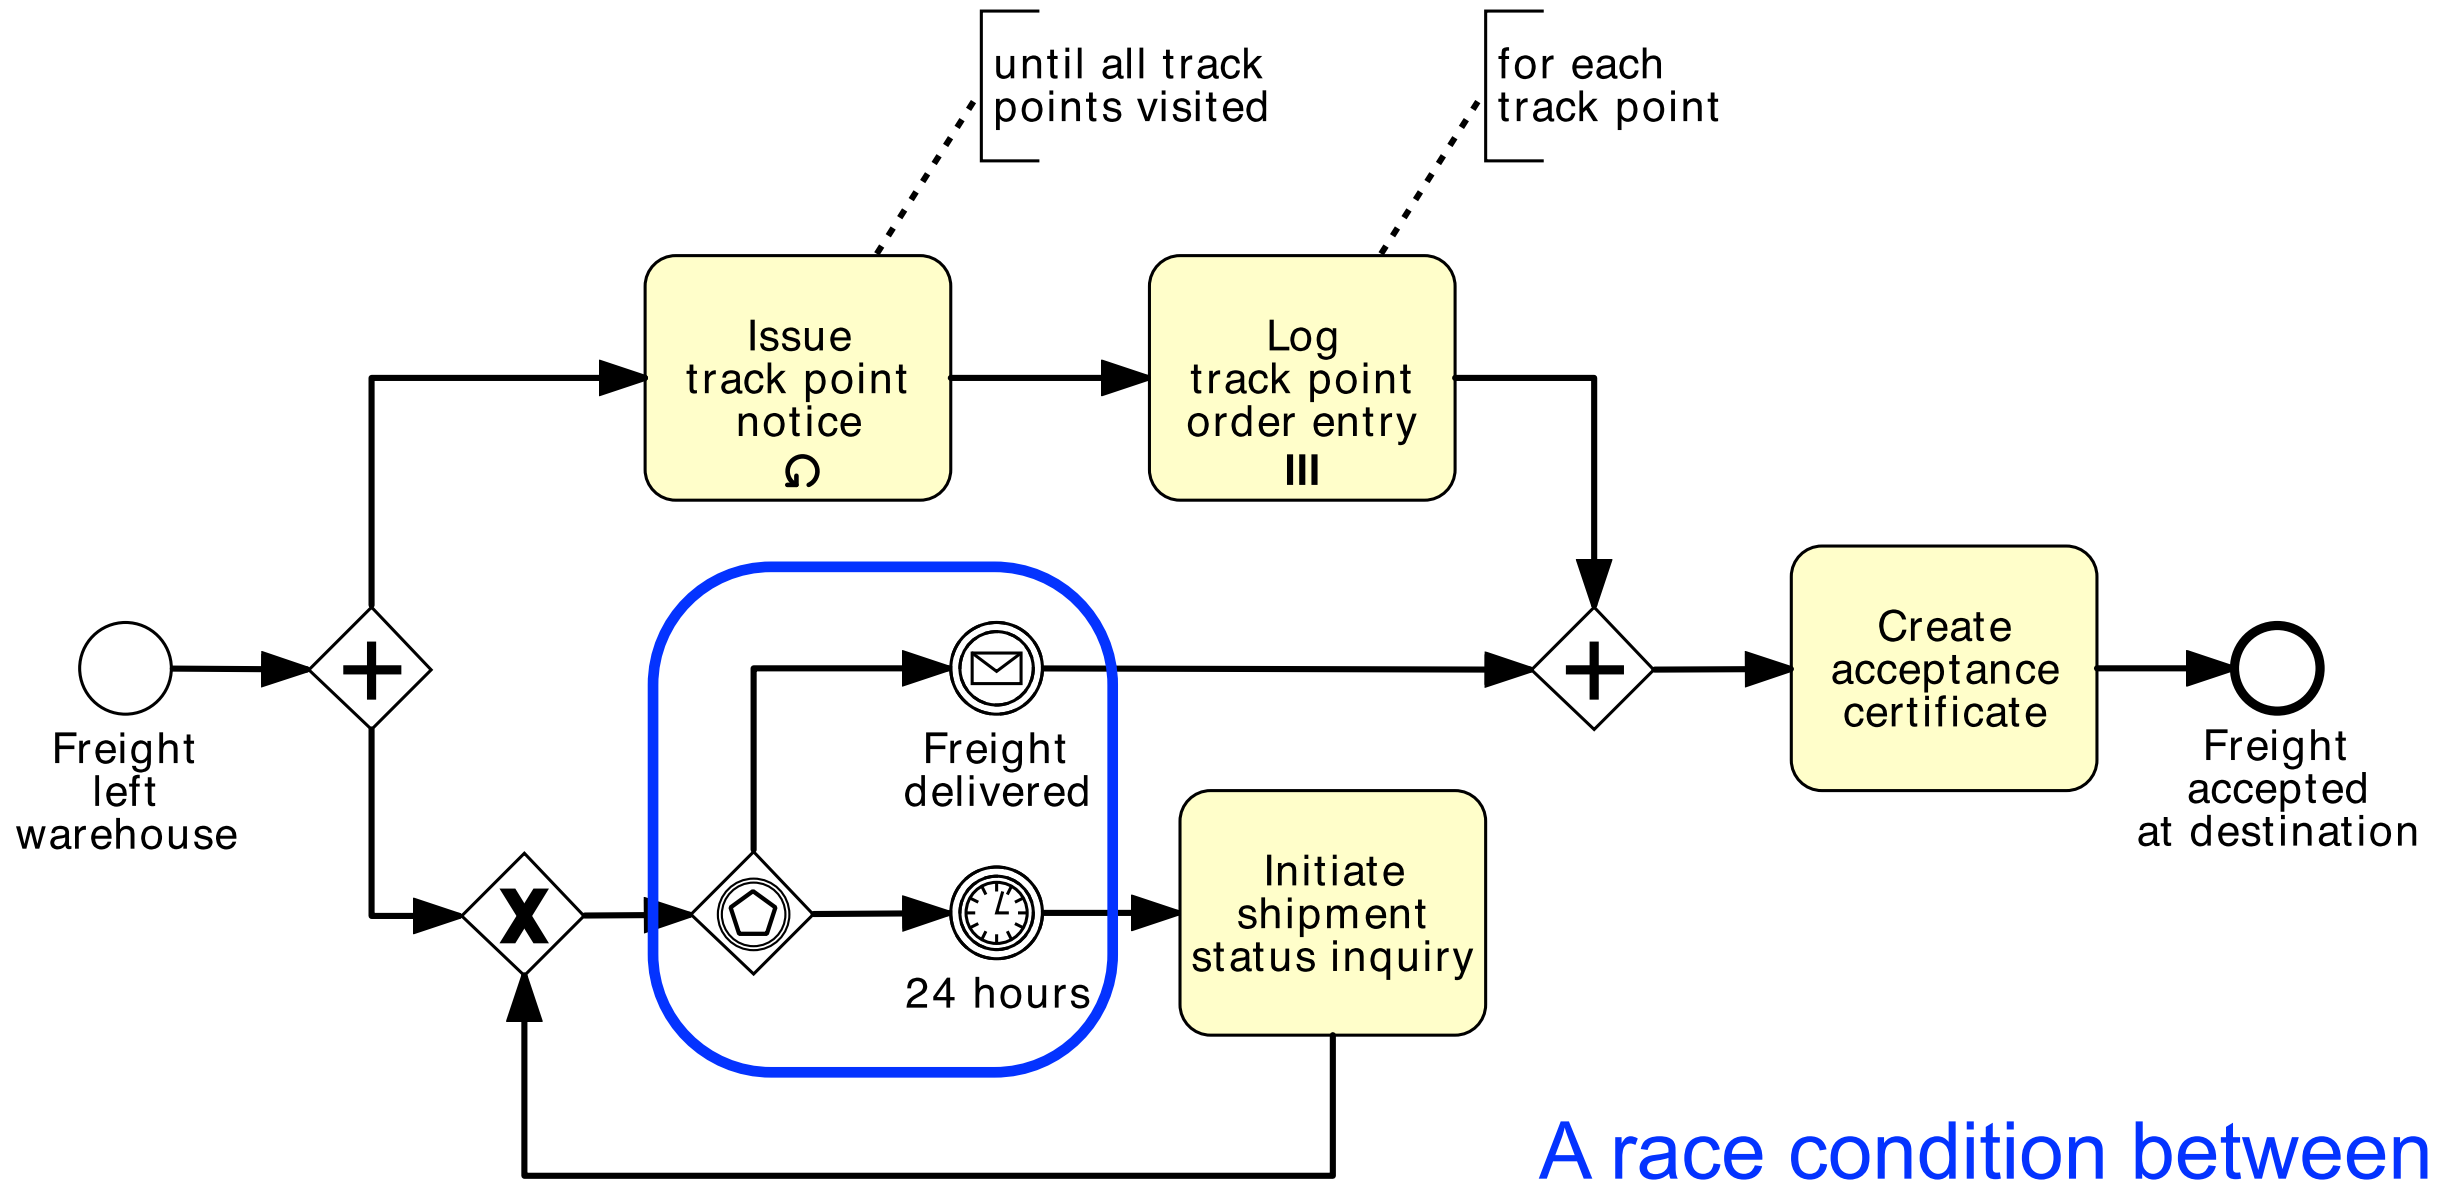 until all track
points visited
for each
track point
Issue
track point
notice
Log
track point
order entry
Freight
left
warehouse
Freight
delivered
24 hours
Initiate
shipment
status inquiry
Create
acceptance
certificate
Freight
accepted
at destination
A race condition between